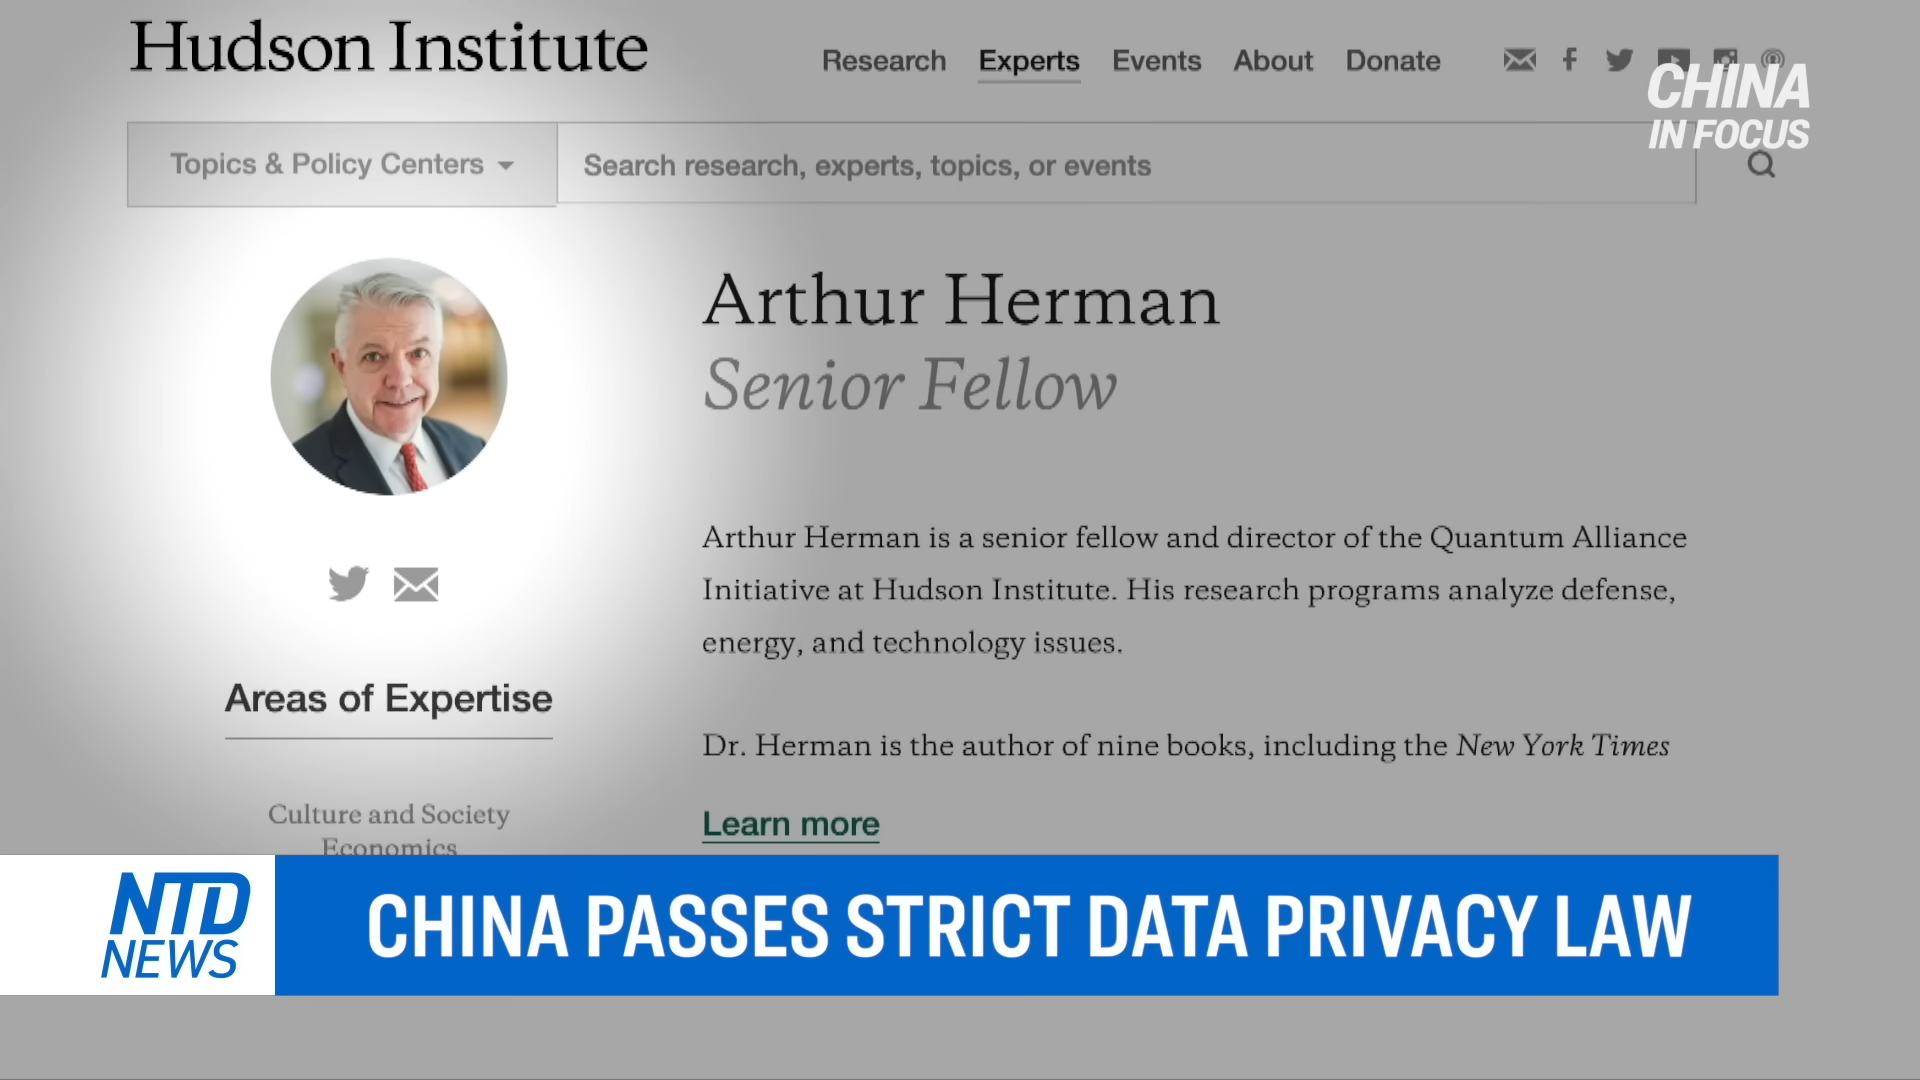 Hudson Institute
Research Experts Events About Donate
CHINA
IN FOCUS
Topics & Policy Centers
Search research, experts, topics, or events
Arthur Herman
Senior Fellow
Arthur Herman is a senior fellow and director of the Quantum Alliance
Initiative at Hudson Institute. His research programs analyze defense,
energy, and technology issues.
Areas of Expertise
Dr. Herman is the author of nine books, including the New York Times
Culture and Society
Economics
Learn more
NTD
NEWS
CHINA PASSES STRICT DATA PRIVACY LAW